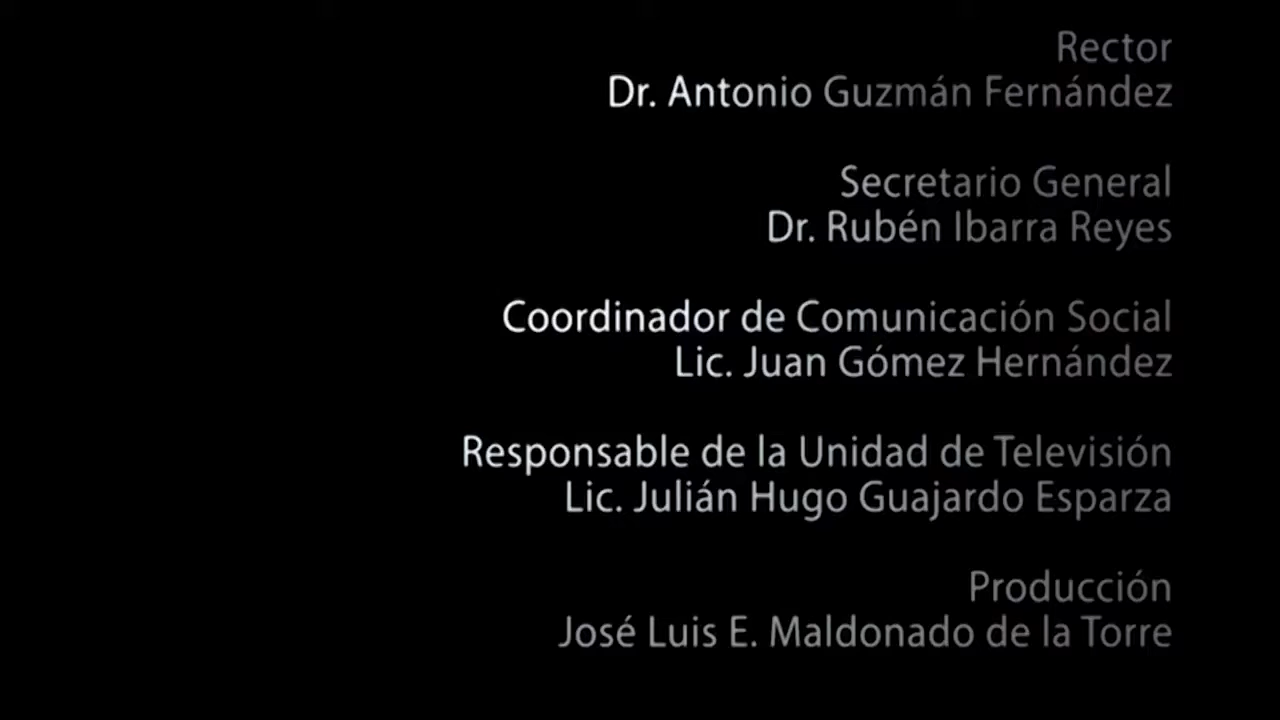 Rector
Dr. Antonio Guzmán Fernández
Secretario General
Dr. Rubén Ibarra Reyes
Coordinador de Comunicación Social
Lic. Juan Gómez Hernández
Responsable de la Unidad de Televisión
Lic. Julián Hugo Guajardo Esparza
Producción
José Luis E. Maldonado de la Torre